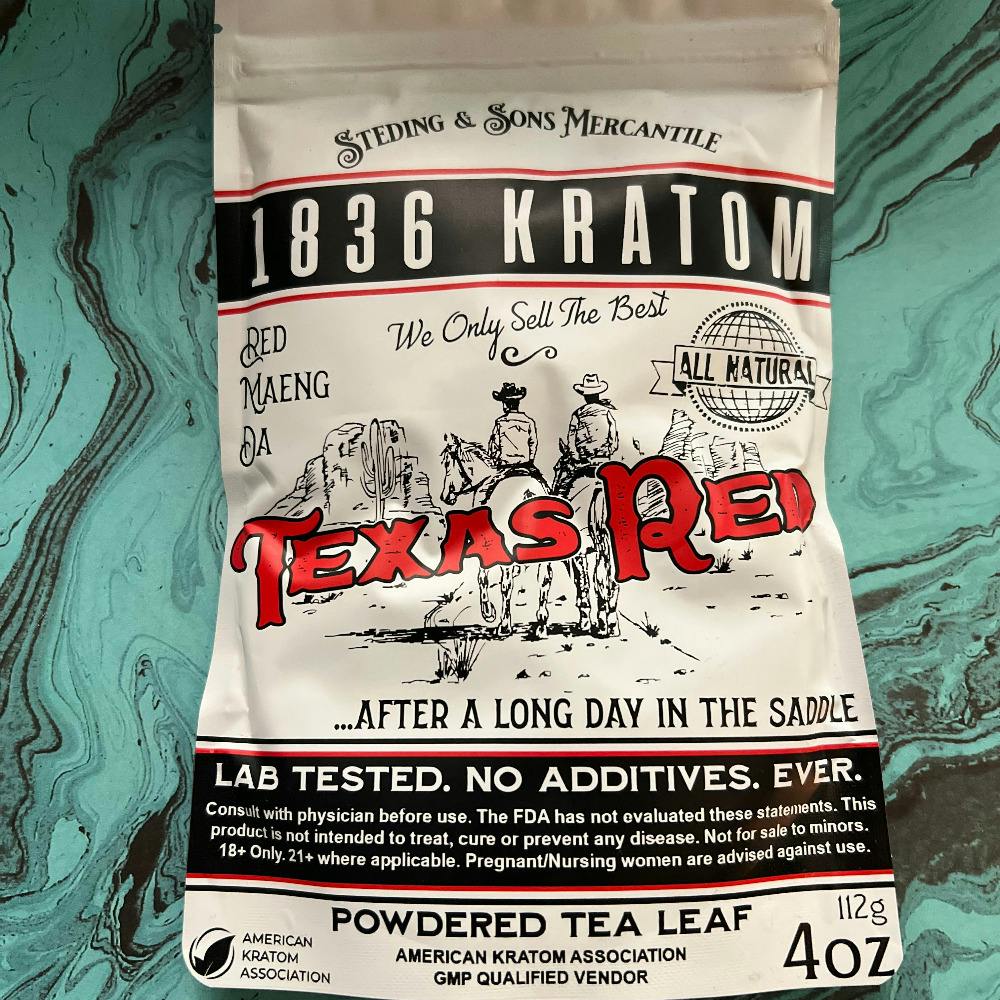 Steding & Sons Mercantile
1836 KRATOM
We Only Sell The Best
Red
Maeng
Da
ALL NATURAL
Texas Red
...AFTER A LONG DAY IN THE SADDLE
LAB TESTED. NO ADDITIVES. EVER.
Consult with physician before use. The FDA has not evaluated these statements. This
product is not intended to treat, cure or prevent any disease. Not for sale to minors.
18+ Only. 21+ where applicable. Pregnant/Nursing women are advised against use.
POWDERED TEA LEAF
AMERICAN KRATOM ASSOCIATION
GMP QUALIFIED VENDOR
AMERICAN
KRATOM
ASSOCIATION
112g
4oz